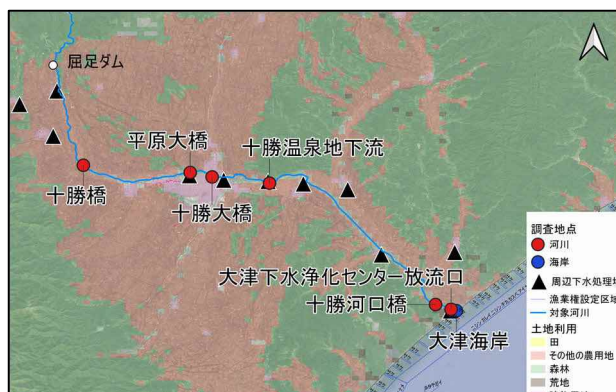 屈足ダム
平原大橋
十勝温泉地下流
十勝橋
十勝大橋
大津下水浄化センター放流口
十勝河口橋
大津海岸
調査地点
河川
海岸
周辺下水処理場
漁業権設定区域
対象河川
土地利用
田
その他の農用地
森林
荒地